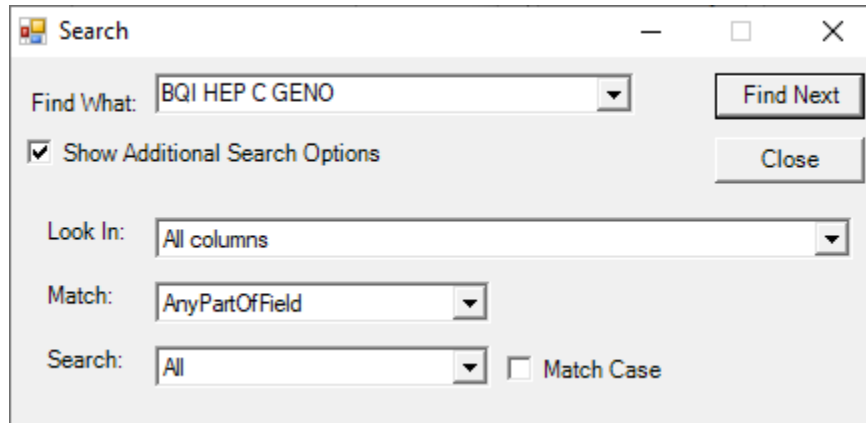 Search
Find What: BQI HEP C GENO Find Next
Show Additional Search Options Close
Look In: All columns
Match: AnyPartOfField
Search: All Match Case